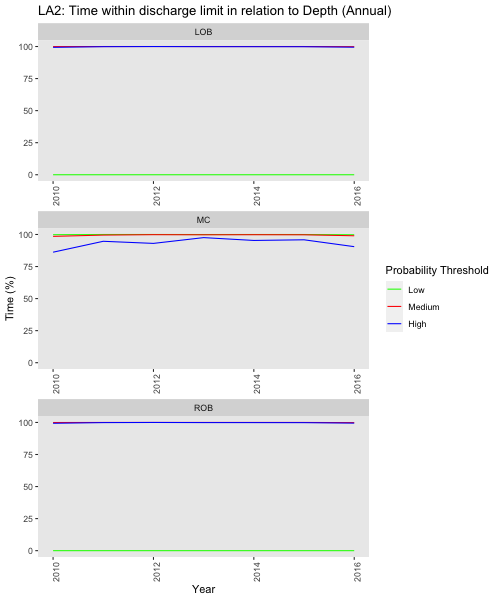 LA2: Time within discharge limit in relation to Depth (Annual)
LOB
100
75
50
25
0
2010
2012
2014
2016
MC
100
75
50
25
0
2010
2012
2014
2016
ROB
100
75
50
25
0
2010
2012
2014
2016
Time (%)
Year
Probability Threshold
Low
Medium
High